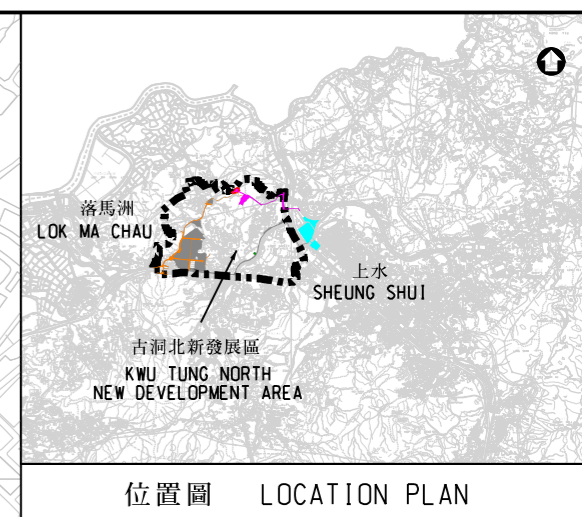 落馬洲
LOK MA CHAU
上水
SHEUNG SHUI
古洞北新發展區
KWU TUNG NORTH
NEW DEVELOPMENT AREA
位置圖 LOCATION PLAN